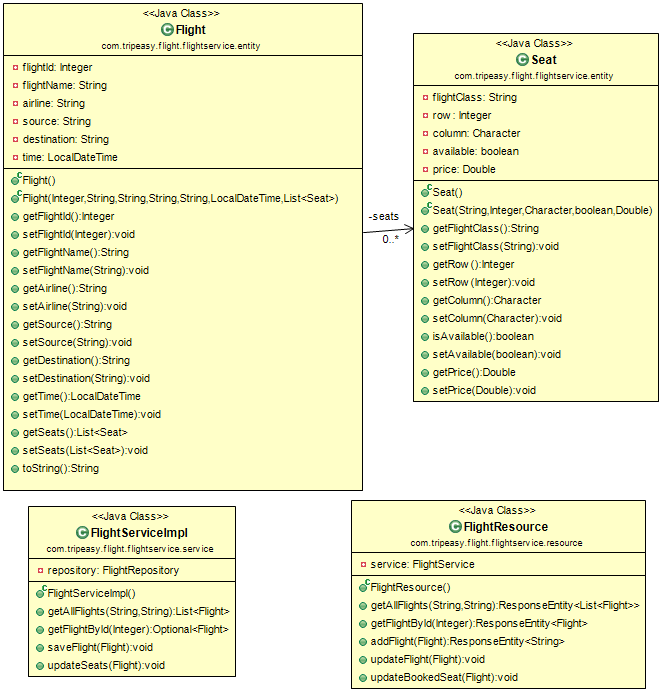 <<Java Class>>
Flight
com.tripeasy.flight.flightservice.entity
flightId: Integer
flightName: String
airline: String
source: String
destination: String
time: LocalDateTime
Flight()
Flight(Integer,String,String,String,String,LocalDateTime,List<Seat>)
getFlightId():Integer
setFlightId(Integer):void
getFlightName():String
setFlightName(String):void
getAirline():String
setAirline(String):void
getSource():String
setSource(String):void
getDestination():String
setDestination(String):void
getTime():LocalDateTime
setTime(LocalDateTime):void
getSeats():List<Seat>
setSeats(List<Seat>):void
toString():String
-seats
0..*
<<Java Class>>
Seat
com.tripeasy.flight.flightservice.entity
flightClass: String
row: Integer
column: Character
available: boolean
price: Double
Seat()
Seat(String,Integer,Character,boolean,Double)
getFlightClass():String
setFlightClass(String):void
getRow():Integer
setRow(Integer):void
getColumn():Character
setColumn(Character):void
isAvailable():boolean
setAvailable(boolean):void
getPrice():Double
setPrice(Double):void
<<Java Class>>
FlightServiceImpl
com.tripeasy.flight.flightservice.service
repository: FlightRepository
FlightServiceImpl()
getAllFlights(String,String):List<Flight>
getFlightById(Integer):Optional<Flight>
saveFlight(Flight):void
updateSeats(Flight):void
<<Java Class>>
FlightResource
com.tripeasy.flight.flightservice.resource
service: FlightService
FlightResource()
getAllFlights(String,String):ResponseEntity<List<Flight>>
getFlightById(Integer):ResponseEntity<Flight>
addFlight(Flight):ResponseEntity<String>
updateFlight(Flight):void
updateBookedSeat(Flight):void